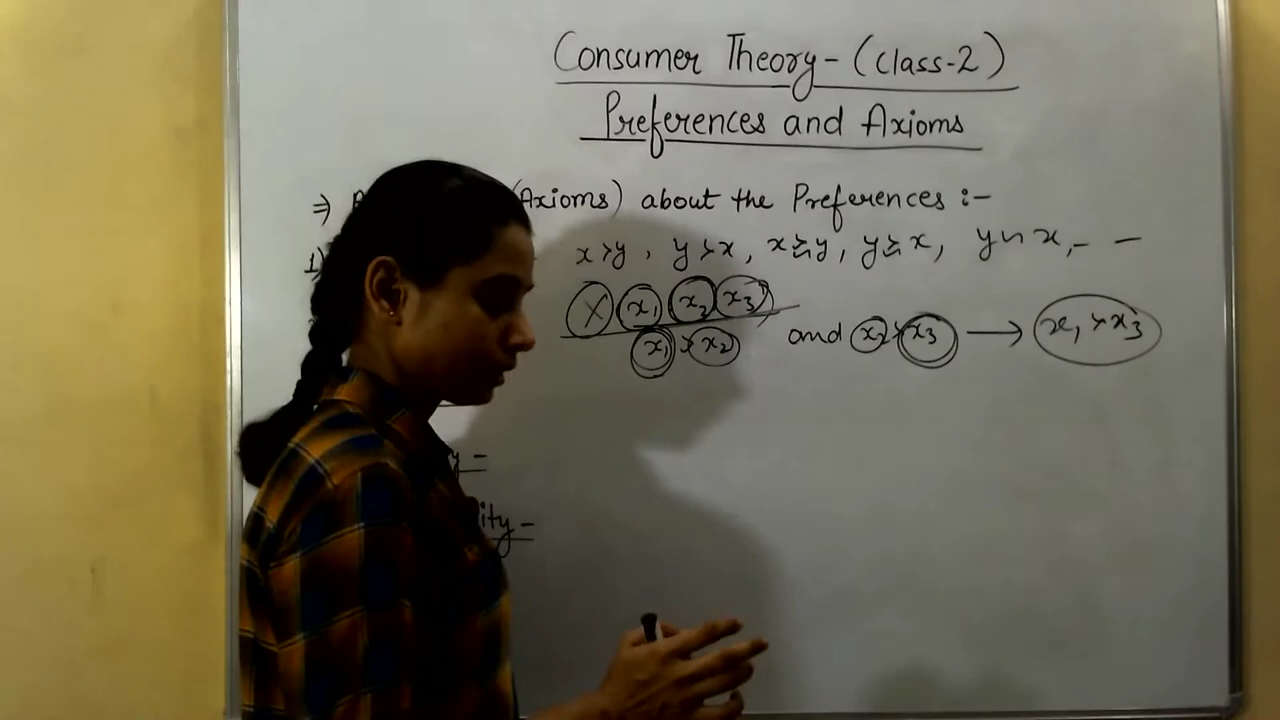 Consumer Theory - (Class-2)
Preferences and Axioms
⇒ (Axioms) about the Preferences :-
1) x ≻ y, y ≻ x, x ≿ y, y ≿ x, y ~ x, - -
X x₁ x₂ x₃
x₁ ≻ x₂ and x₂ ≻ x₃ → x₁ ≻ x₃